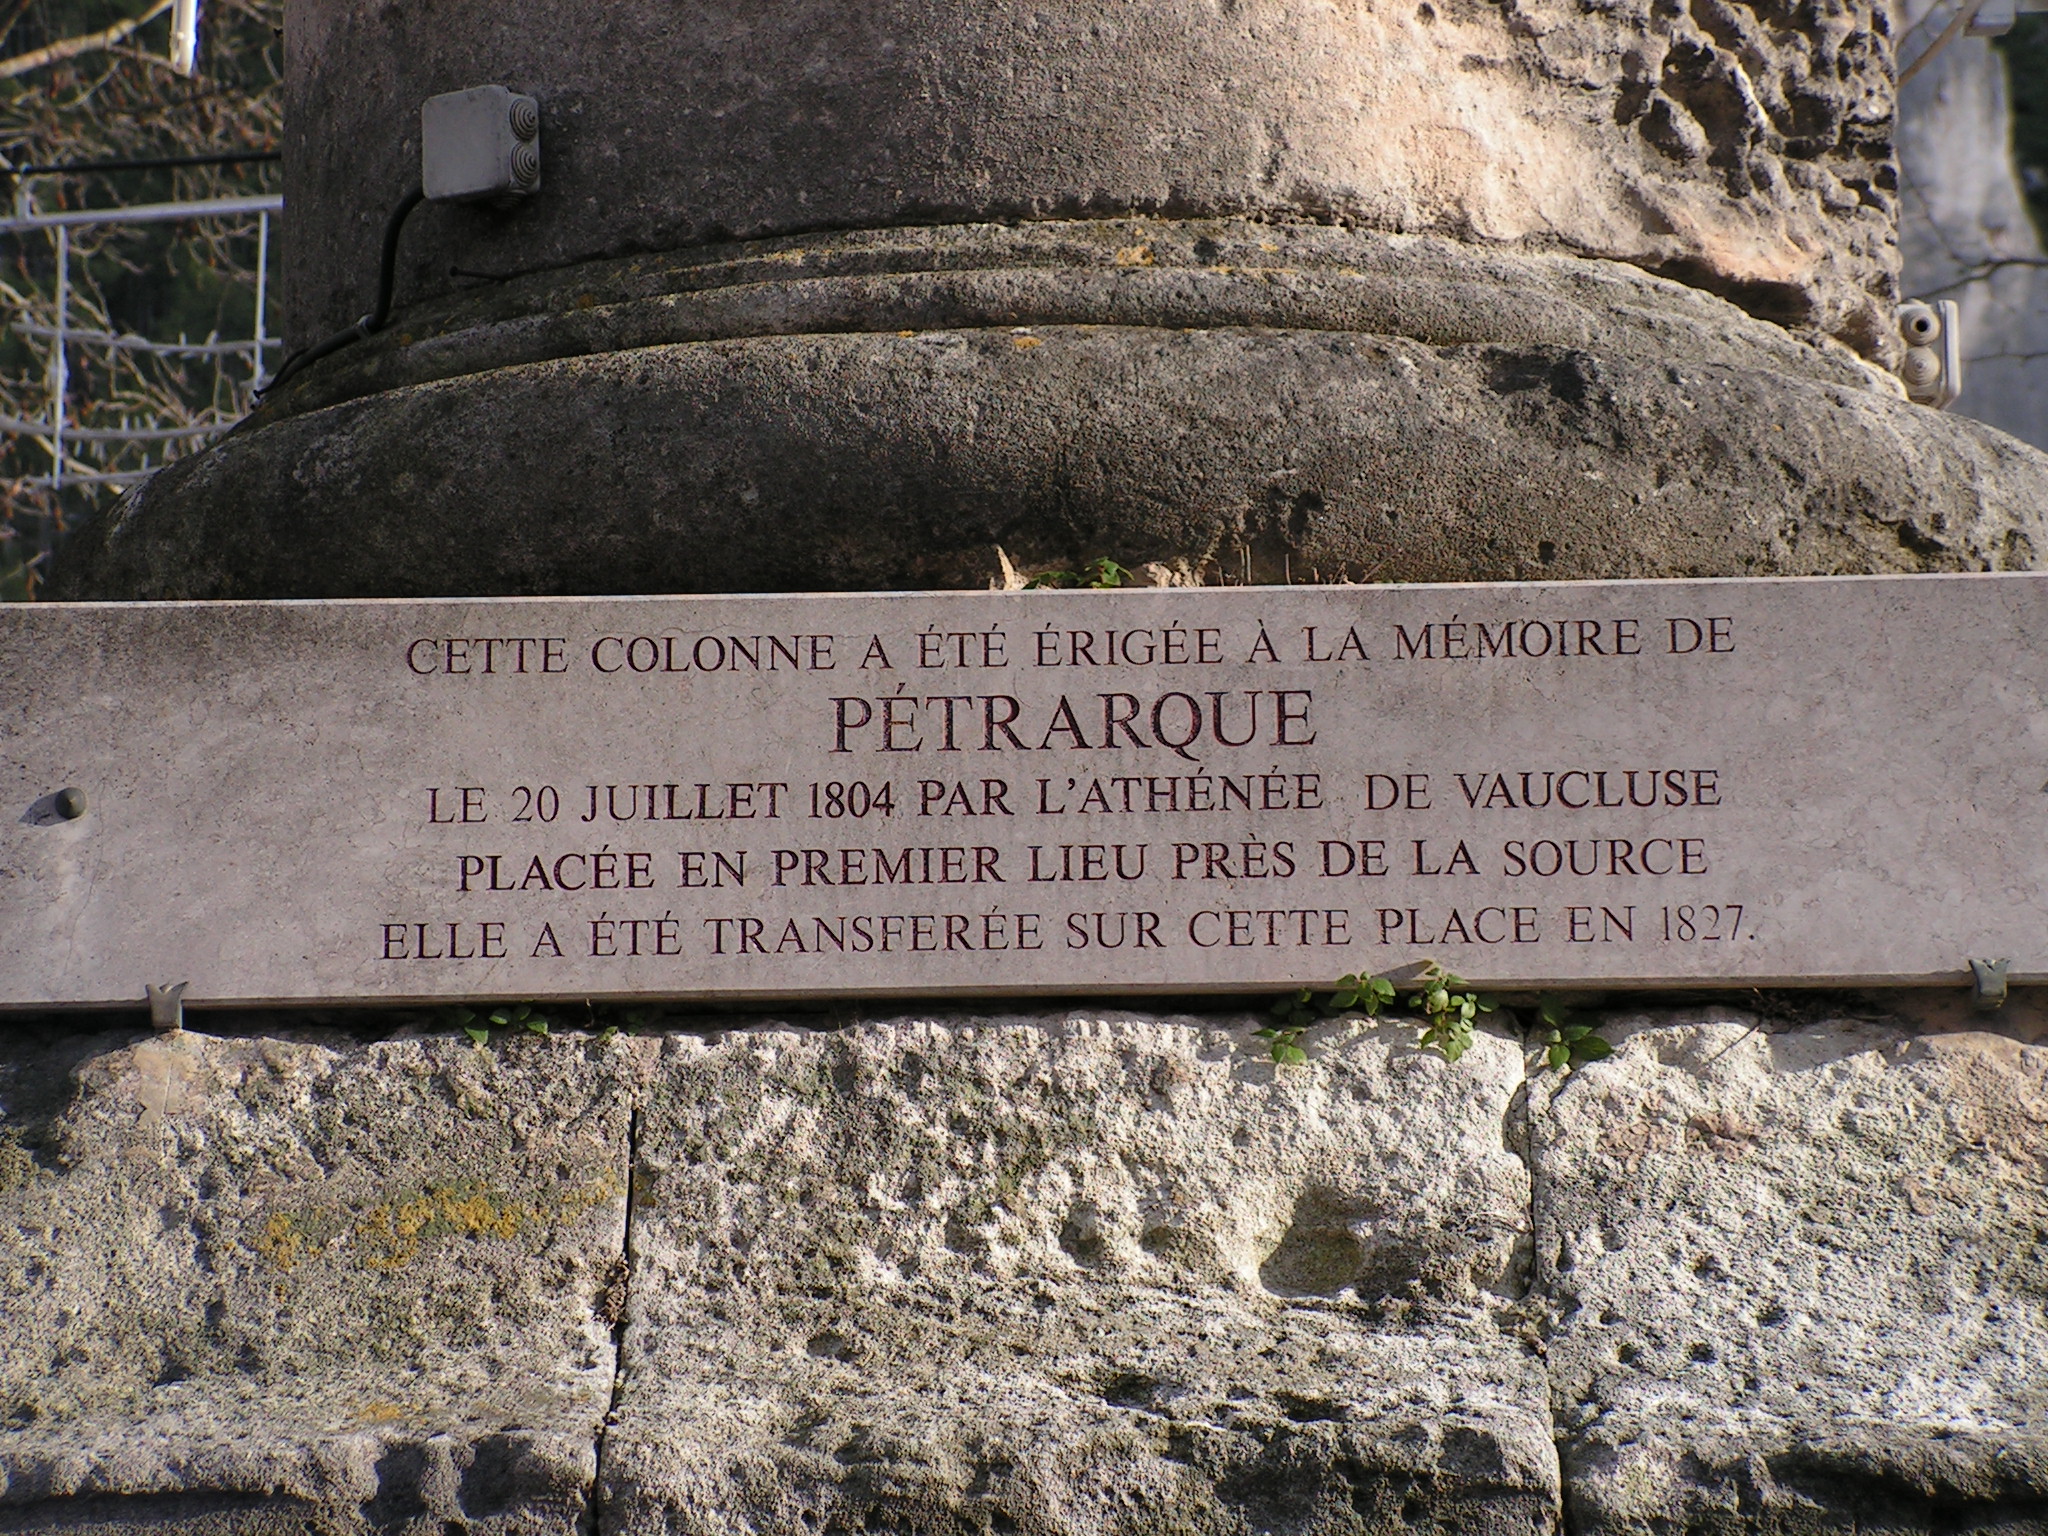 CETTE COLONNE A ÉTÉ ÉRIGÉE À LA MÉMOIRE DE
PÉTRARQUE
LE 20 JUILLET 1804 PAR L'ATHÉNÉE DE VAUCLUSE
PLACÉE EN PREMIER LIEU PRÈS DE LA SOURCE
ELLE A ÉTÉ TRANSFERÉE SUR CETTE PLACE EN 1827.